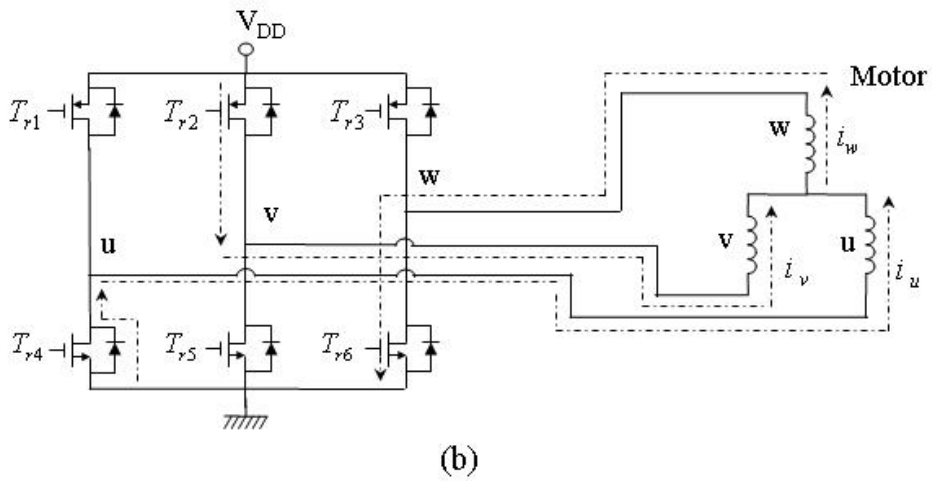 V_DD
Motor
T_r1
T_r2
T_r3
w
i_w
w
v
u
v
i_v
u
i_u
T_r4
T_r5
T_r6
(b)